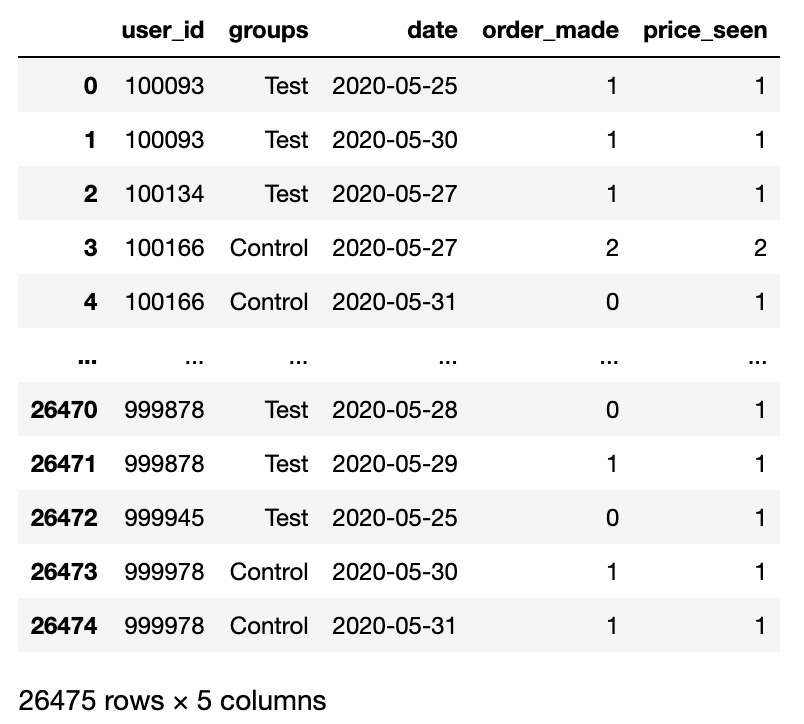 user_id groups date order_made price_seen
0 100093 Test 2020-05-25 1 1
1 100093 Test 2020-05-30 1 1
2 100134 Test 2020-05-27 1 1
3 100166 Control 2020-05-27 2 2
4 100166 Control 2020-05-31 0 1
... ... ... ... ... ...
26470 999878 Test 2020-05-28 0 1
26471 999878 Test 2020-05-29 1 1
26472 999945 Test 2020-05-25 0 1
26473 999978 Control 2020-05-30 1 1
26474 999978 Control 2020-05-31 1 1
26475 rows × 5 columns